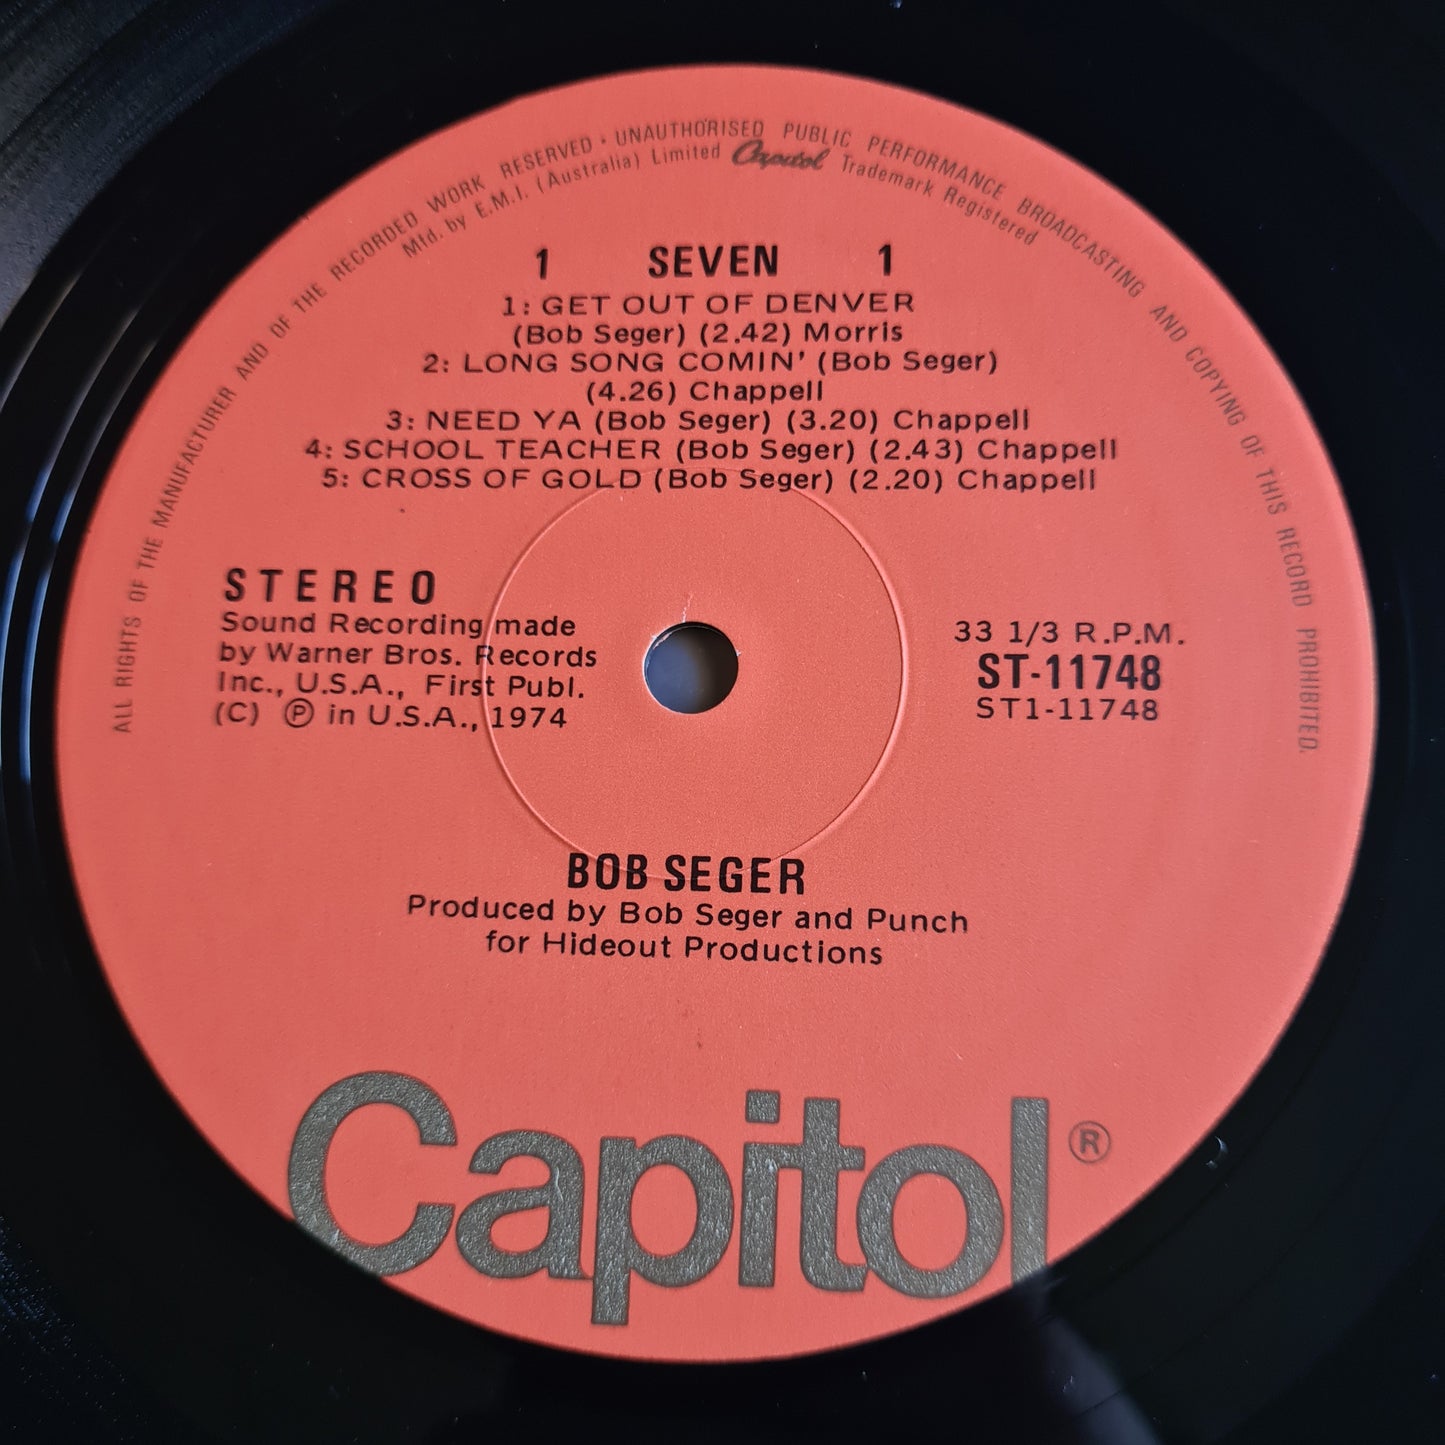 ALL RIGHTS OF THE MANUFACTURER AND OF THE RECORDED WORK RESERVED • UNAUTHORISED PUBLIC PERFORMANCE BROADCASTING AND COPYING OF THIS RECORD PROHIBITED.
Mfd. by E.M.I. (Australia) Limited Capitol Trademark Registered
1 SEVEN 1
1: GET OUT OF DENVER
(Bob Seger) (2.42) Morris
2: LONG SONG COMIN' (Bob Seger)
(4.26) Chappell
3: NEED YA (Bob Seger) (3.20) Chappell
4: SCHOOL TEACHER (Bob Seger) (2.43) Chappell
5: CROSS OF GOLD (Bob Seger) (2.20) Chappell
STEREO
Sound Recording made
by Warner Bros. Records
Inc., U.S.A., First Publ.
(C) Ⓟ in U.S.A., 1974
33 1/3 R.P.M.
ST-11748
ST1-11748
BOB SEGER
Produced by Bob Seger and Punch
for Hideout Productions
Capitol®